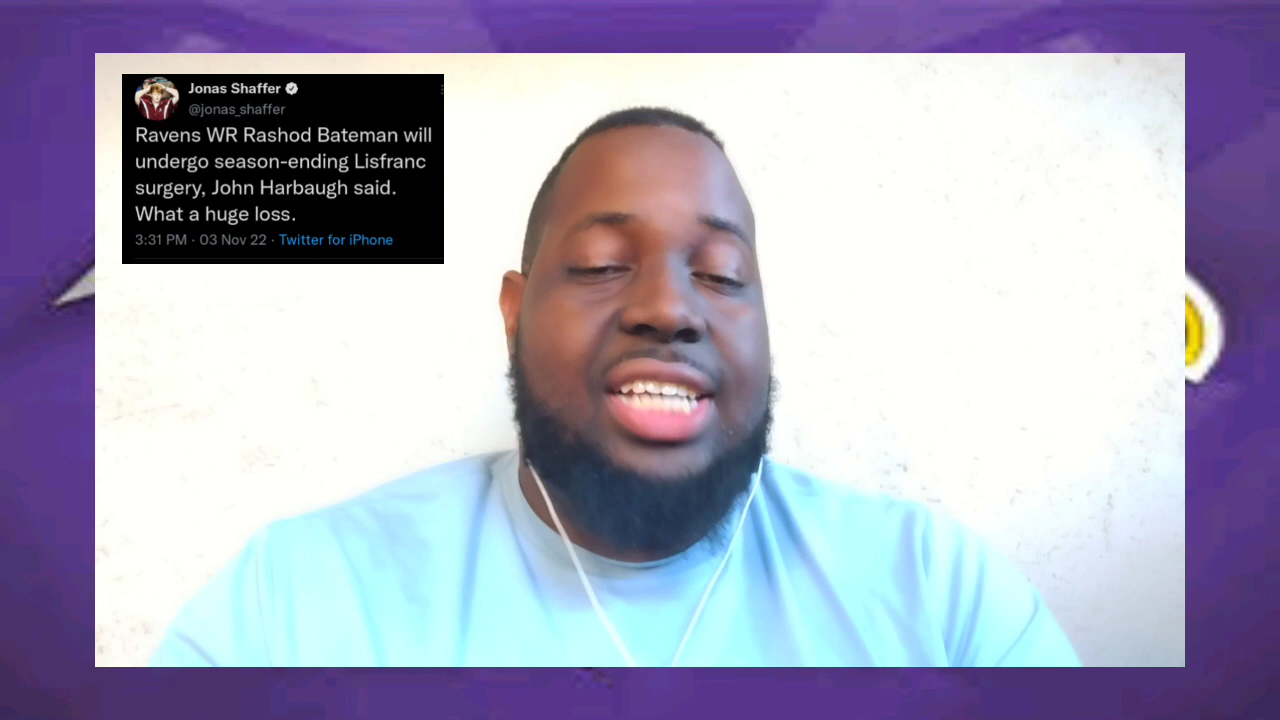 Jonas Shaffer
@jonas_shaffer
Ravens WR Rashod Bateman will
undergo season-ending Lisfranc
surgery, John Harbaugh said.
What a huge loss.
3:31 PM · 03 Nov 22 · Twitter for iPhone